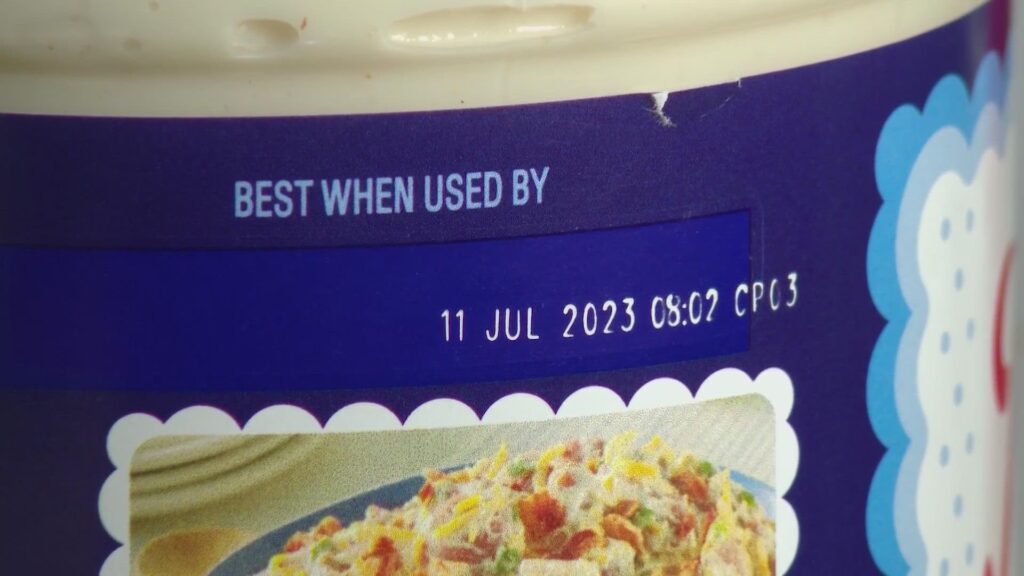 BEST WHEN USED BY
11 JUL 2023 08:02 CP03